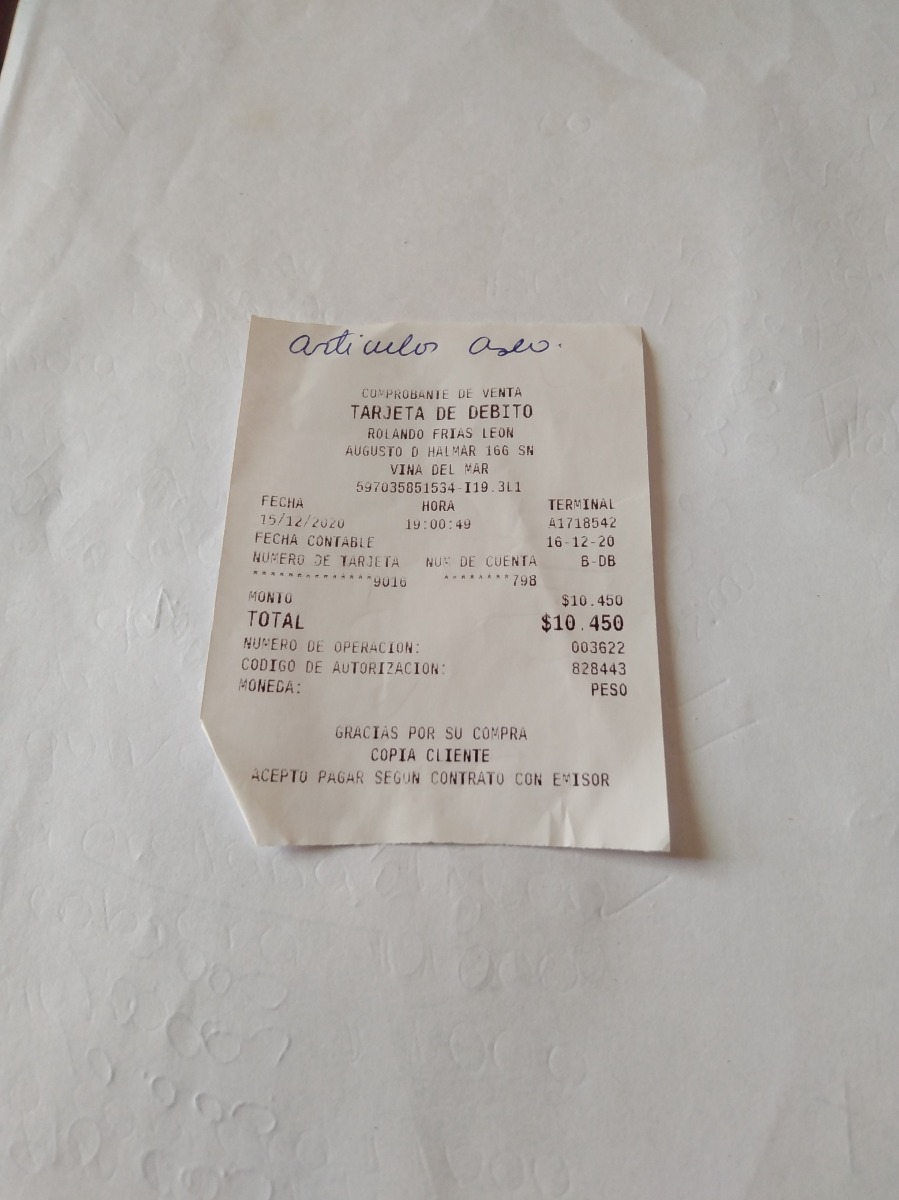 articulos aseo.
COMPROBANTE DE VENTA
TARJETA DE DEBITO
ROLANDO FRIAS LEON
AUGUSTO D HALMAR 166 SN
VINA DEL MAR
597035851534-I19.3L1
FECHA HORA TERMINAL
15/12/2020 19:00:49 A1718542
FECHA CONTABLE 16-12-20
NUMERO DE TARJETA NUM DE CUENTA B-DB
**************9016 ********798
MONTO $10.450
TOTAL $10.450
NUMERO DE OPERACION: 003622
CODIGO DE AUTORIZACION: 828443
MONEDA: PESO
GRACIAS POR SU COMPRA
COPIA CLIENTE
ACEPTO PAGAR SEGUN CONTRATO CON EMISOR